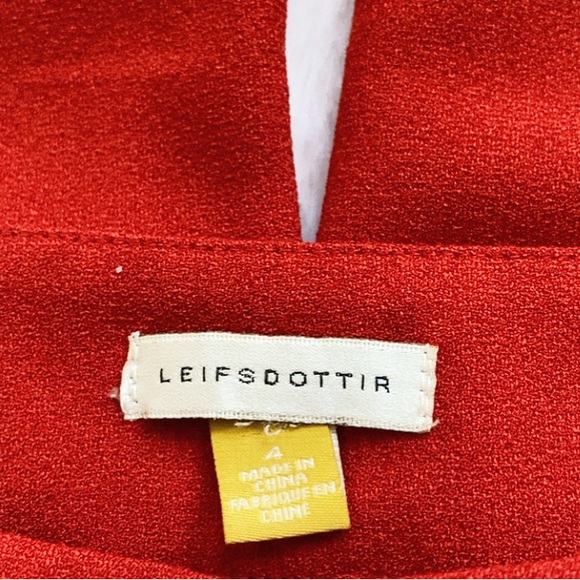 LEIFSDOTTIR
4
MADE IN
CHINA
FABRIQUE EN
CHINE